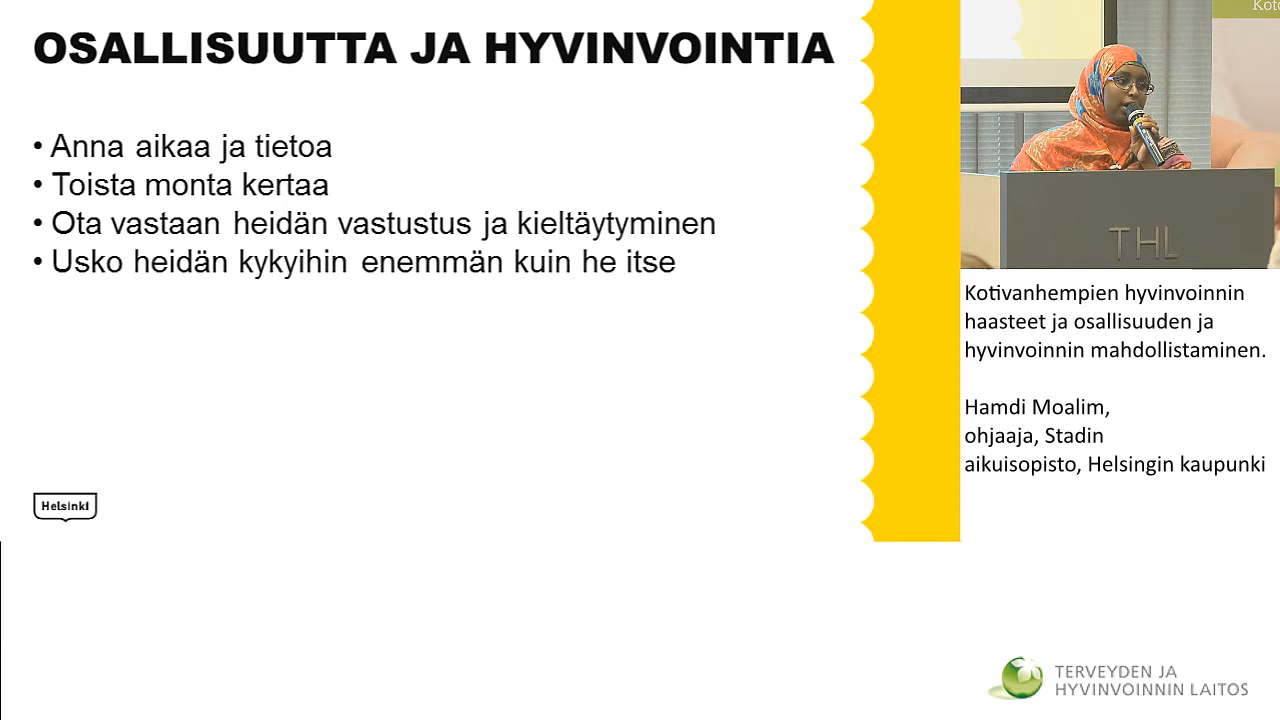 OSALLISUUTTA JA HYVINVOINTIA
• Anna aikaa ja tietoa
• Toista monta kertaa
• Ota vastaan heidän vastustus ja kieltäytyminen
• Usko heidän kykyihin enemmän kuin he itse
Helsinki
THL
Kotivanhempien hyvinvoinnin
haasteet ja osallisuuden ja
hyvinvoinnin mahdollistaminen.
Hamdi Moalim,
ohjaaja, Stadin
aikuisopisto, Helsingin kaupunki
TERVEYDEN JA
HYVINVOINNIN LAITOS